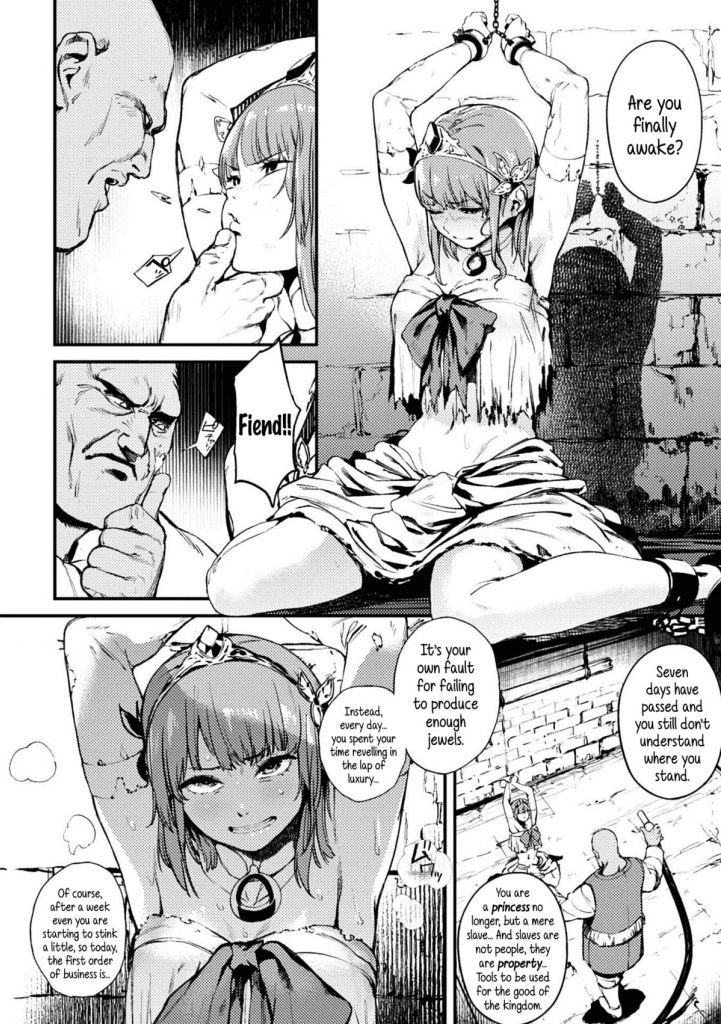 Are you
finally
awake?
Fiend!!
Seven
days have
passed and
you still don't
understand
where you
stand.
You are
a princess no
longer, but a mere
slave... And slaves are
not people, they
are property...
Tools to be used
for the good of
the kingdom.
It's your
own fault
for failing
to produce
enough
jewels.
Instead,
every day...
you spent your
time revelling in
the lap of
luxury...
Of course,
after a week
even you are
starting to stink
a little, so today,
the first order
of business is...